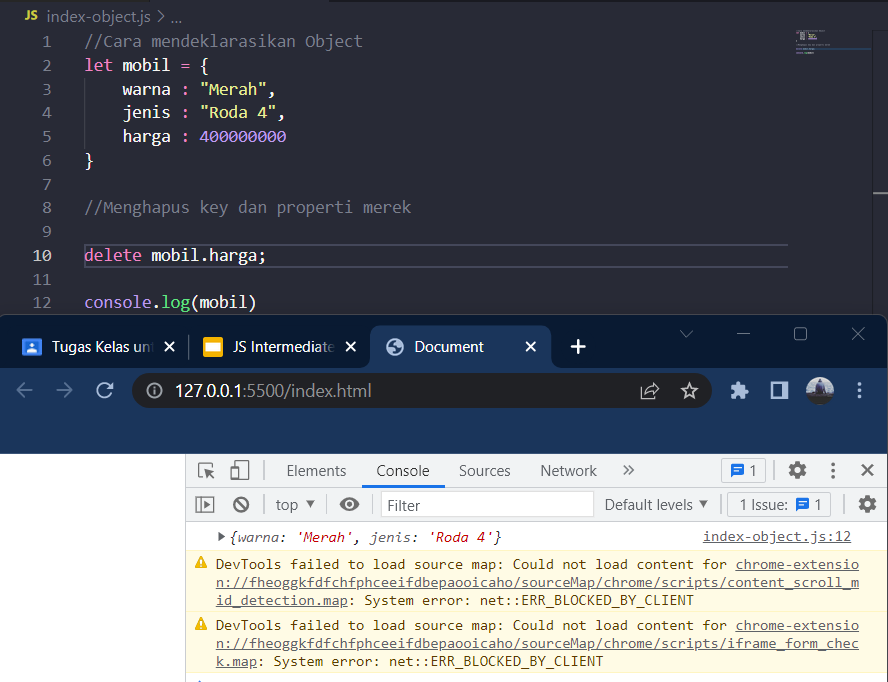 JS index-object.js > ...
1 //Cara mendeklarasikan Object
2 let mobil = {
3 warna : "Merah",
4 jenis : "Roda 4",
5 harga : 400000000
6 }
7
8 //Menghapus key dan properti merek
9
10 delete mobil.harga;
11
12 console.log(mobil)
Tugas Kelas unt JS Intermediate Document
127.0.0.1:5500/index.html
Elements Console Sources Network » 1
top ▼ Filter Default levels ▼ 1 Issue: 1
▶{warna: 'Merah', jenis: 'Roda 4'} index-object.js:12
DevTools failed to load source map: Could not load content for chrome-extensio
n://fheoggkfdfchfphceeifdbepaooicaho/sourceMap/chrome/scripts/content_scroll_m
id_detection.map: System error: net::ERR_BLOCKED_BY_CLIENT
DevTools failed to load source map: Could not load content for chrome-extensio
n://fheoggkfdfchfphceeifdbepaooicaho/sourceMap/chrome/scripts/iframe_form_chec
k.map: System error: net::ERR_BLOCKED_BY_CLIENT